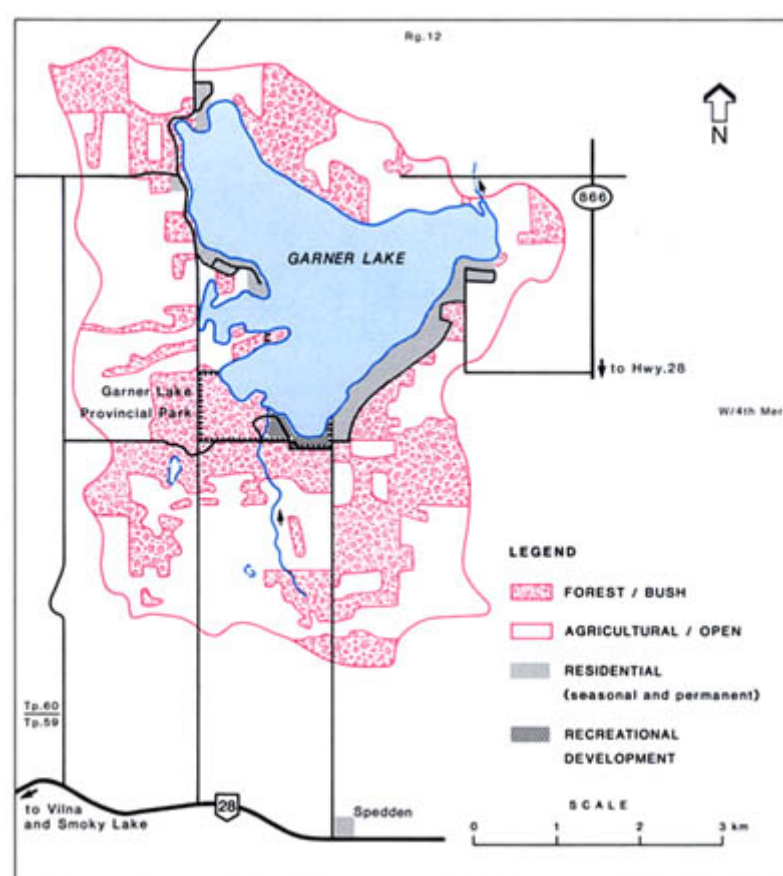 Rg.12
N
866
GARNER LAKE
to Hwy.28
Garner Lake
Provincial Park
W/4th Mer
LEGEND
FOREST / BUSH
AGRICULTURAL / OPEN
RESIDENTIAL
(seasonal and permanent)
RECREATIONAL
DEVELOPMENT
Tp.60
Tp.59
to Vilna
and Smoky Lake
28
Spedden
SCALE
0 1 2 3 km